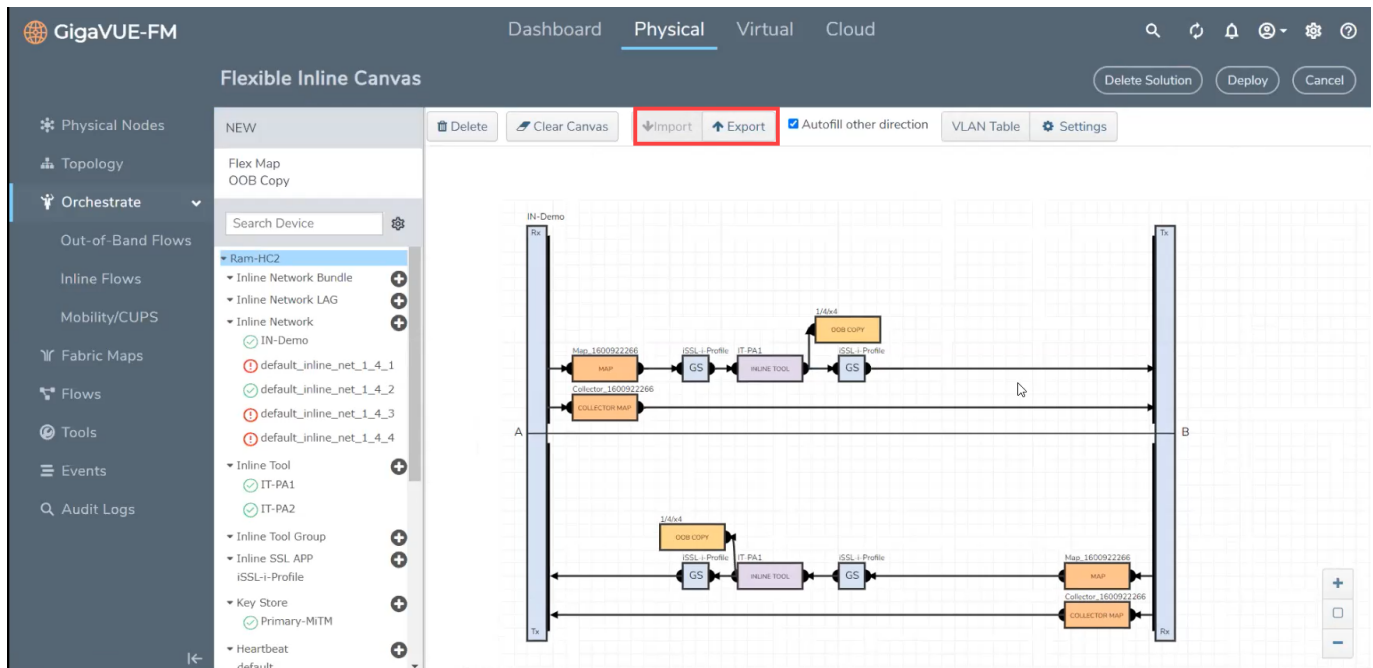 GigaVUE-FM
Dashboard Physical Virtual Cloud
Flexible Inline Canvas
Delete Solution Deploy Cancel
Physical Nodes
Topology
Orchestrate
Out-of-Band Flows
Inline Flows
Mobility/CUPS
Fabric Maps
Flows
Tools
Events
Audit Logs
NEW
Flex Map
OOB Copy
Search Device
Ram-HC2
Inline Network Bundle
Inline Network LAG
Inline Network
IN-Demo
default_inline_net_1_4_1
default_inline_net_1_4_2
default_inline_net_1_4_3
default_inline_net_1_4_4
Inline Tool
IT-PA1
IT-PA2
Inline Tool Group
Inline SSL APP
iSSL-i-Profile
Key Store
Primary-MiTM
Heartbeat
default
Delete Clear Canvas Import Export Autofill other direction VLAN Table Settings
IN-Demo
Rx Tx
1/4/x4
OOB COPY
Map_1600922266 iSSL-i-Profile IT-PA1 iSSL-i-Profile
MAP GS INLINE TOOL GS
Collector_1600922266
COLLECTOR MAP
A B
1/4/x4
OOB COPY
iSSL-i-Profile IT-PA1 iSSL-i-Profile Map_1600922266
GS INLINE TOOL GS MAP
Collector_1600922266
COLLECTOR MAP
Tx Rx